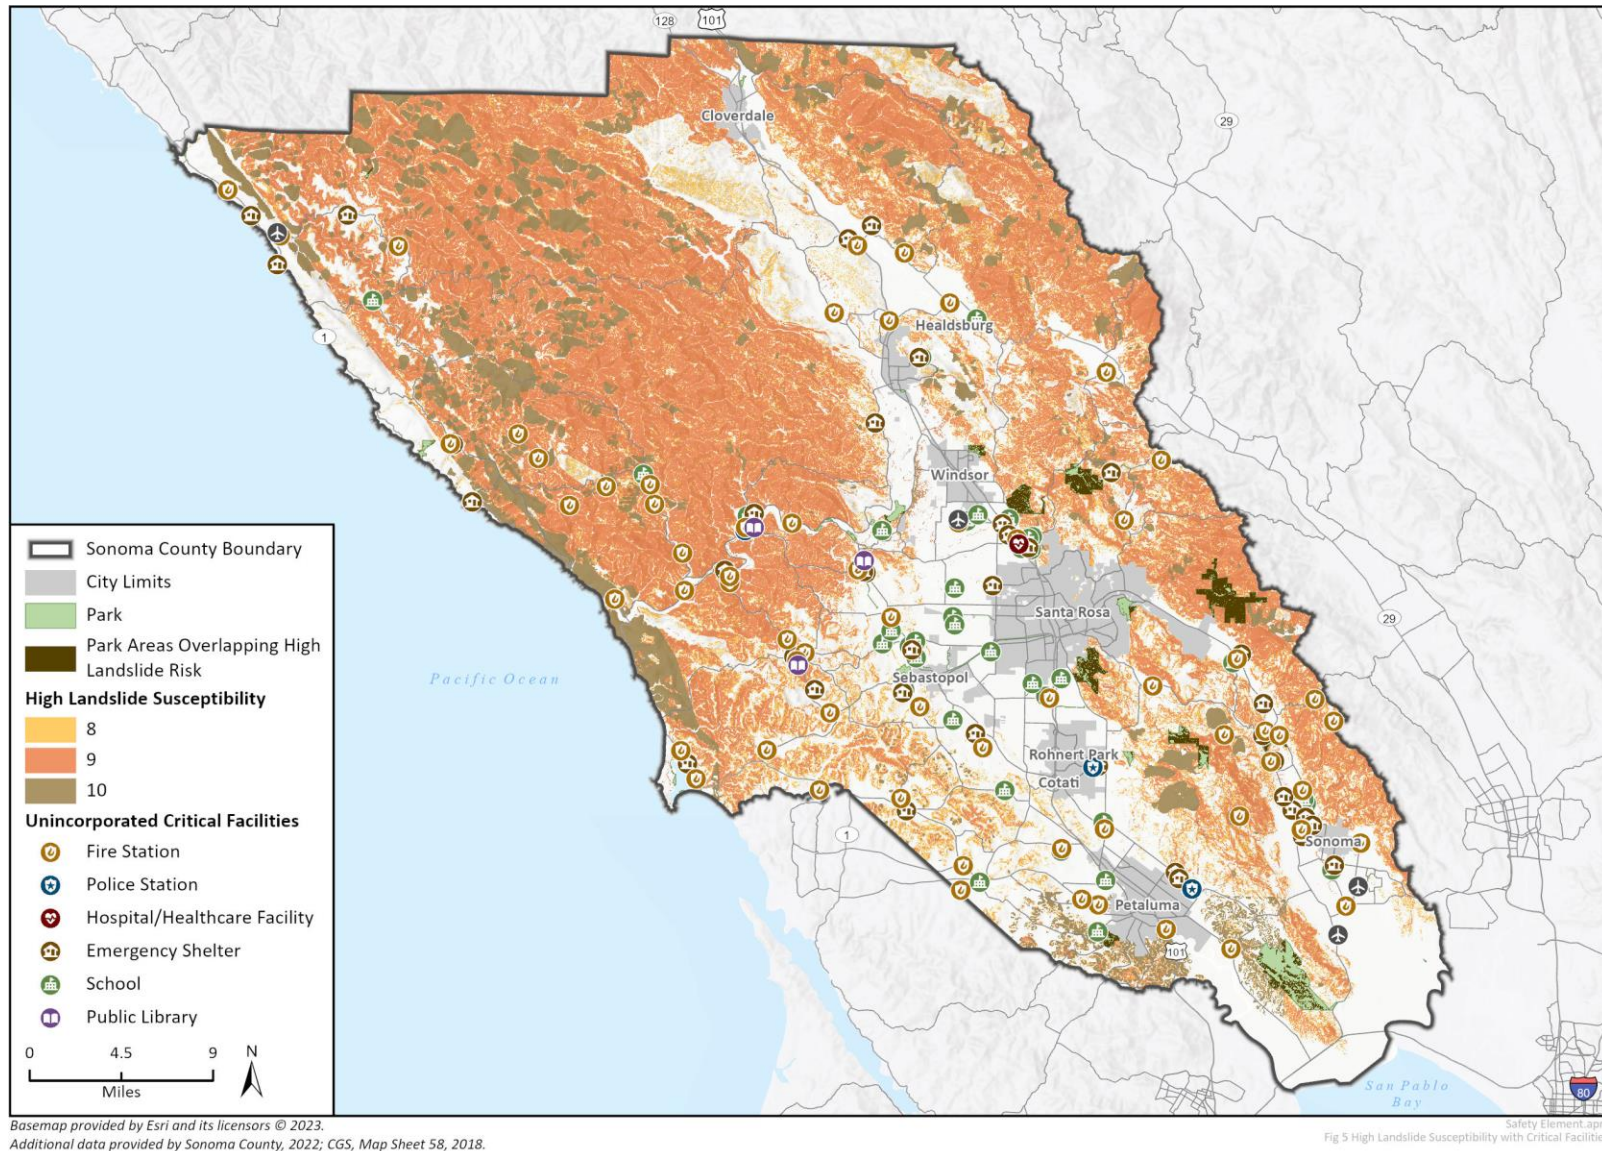 128
101
29
Cloverdale
Healdsburg
1
Windsor
Santa Rosa
29
Sebastopol
Pacific Ocean
Rohnert Park
Cotati
1
Sonoma
Petaluma
101
San Pablo
Bay
80
Sonoma County Boundary
City Limits
Park
Park Areas Overlapping High
Landslide Risk
High Landslide Susceptibility
8
9
10
Unincorporated Critical Facilities
Fire Station
Police Station
Hospital/Healthcare Facility
Emergency Shelter
School
Public Library
0 4.5 9
Miles
N
Basemap provided by Esri and its licensors © 2023.
Additional data provided by Sonoma County, 2022; CGS, Map Sheet 58, 2018.
Safety Element.apr
Fig 5 High Landslide Susceptibility with Critical Facilitie